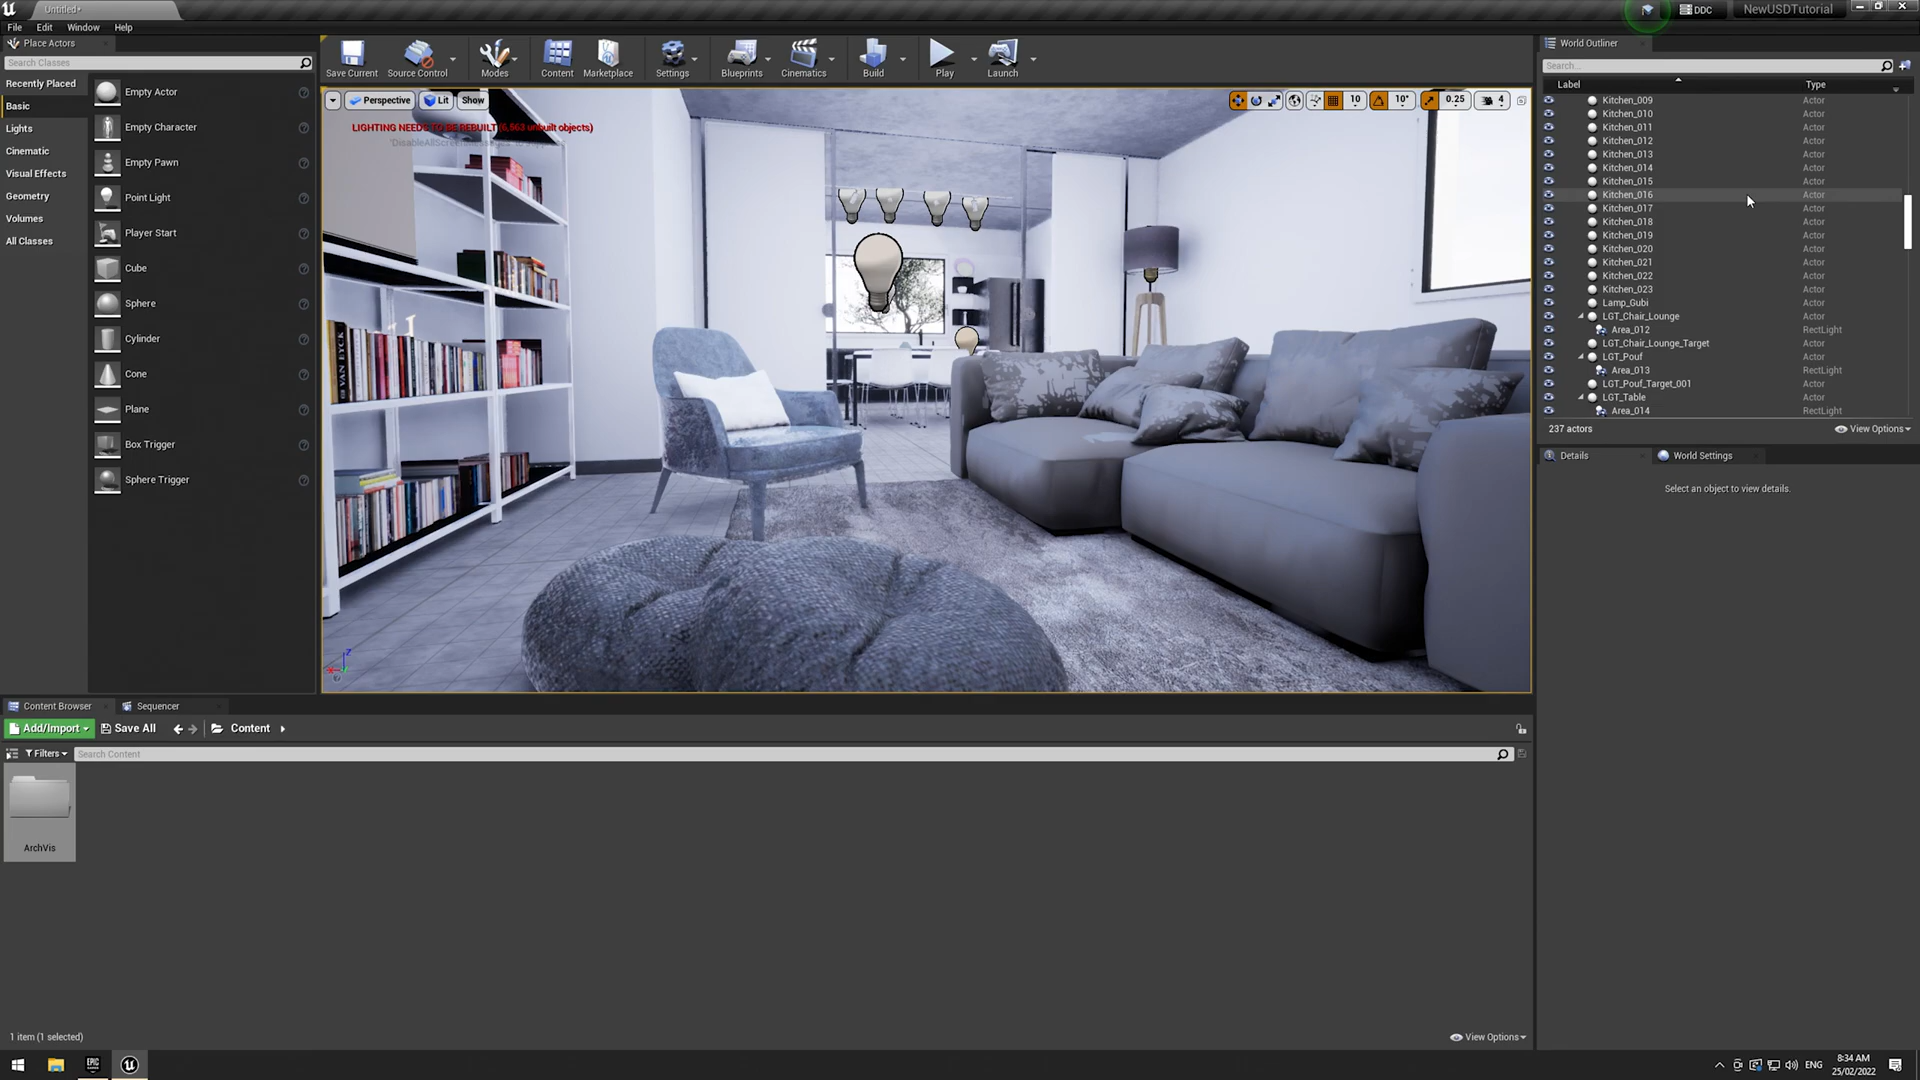 Untitled•
DDC
NewUSDTutorial
File Edit Window Help
Place Actors
Search Classes
Recently Placed
Basic
Lights
Cinematic
Visual Effects
Geometry
Volumes
All Classes
Empty Actor
Empty Character
Empty Pawn
Point Light
Player Start
Cube
Sphere
Cylinder
Cone
Plane
Box Trigger
Sphere Trigger
Save Current
Source Control
Modes
Content
Marketplace
Settings
Blueprints
Cinematics
Build
Play
Launch
Perspective Lit Show
10 10° 0.25 4
LIGHTING NEEDS TO BE REBUILT (6,563 unbuilt objects)
VAN EYCK
World Outliner
Search...
Label Type
Kitchen_009 Actor
Kitchen_010 Actor
Kitchen_011 Actor
Kitchen_012 Actor
Kitchen_013 Actor
Kitchen_014 Actor
Kitchen_015 Actor
Kitchen_016 Actor
Kitchen_017 Actor
Kitchen_018 Actor
Kitchen_019 Actor
Kitchen_020 Actor
Kitchen_021 Actor
Kitchen_022 Actor
Kitchen_023 Actor
Lamp_Gubi Actor
LGT_Chair_Lounge Actor
Area_012 RectLight
LGT_Chair_Lounge_Target Actor
LGT_Pouf Actor
Area_013 RectLight
LGT_Pouf_Target_001 Actor
LGT_Table Actor
Area_014 RectLight
237 actors
View Options
Details
World Settings
Select an object to view details.
Z
Content Browser
Sequencer
Add/Import
Save All
Content
Filters
Search Content
ArchVis
1 item (1 selected)
View Options
EPIC
GAMES
ENG
8:34 AM
25/02/2022